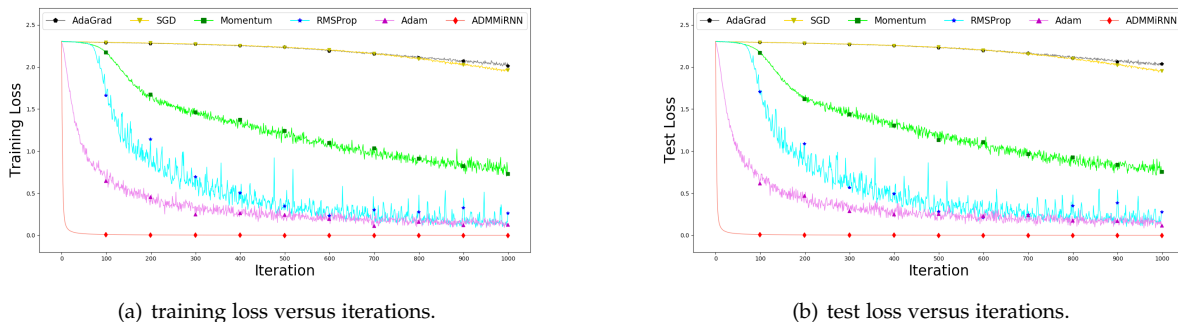 AdaGrad SGD Momentum RMSProp Adam ADMMiRNN
2.5
2.0
1.5
1.0
0.5
0.0
Training Loss
0 100 200 300 400 500 600 700 800 900 1000
Iteration
(a) training loss versus iterations.
AdaGrad SGD Momentum RMSProp Adam ADMMiRNN
2.5
2.0
1.5
1.0
0.5
0.0
Test Loss
0 100 200 300 400 500 600 700 800 900 1000
Iteration
(b) test loss versus iterations.